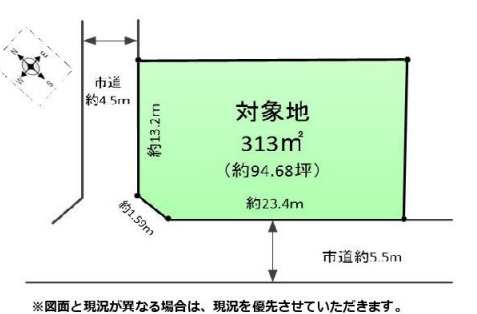 市道
約4.5m
約13.2m
対象地
313㎡
（約94.68坪）
約23.4m
約1.59m
市道約5.5m
※図面と現況が異なる場合は、現況を優先させていただきます。